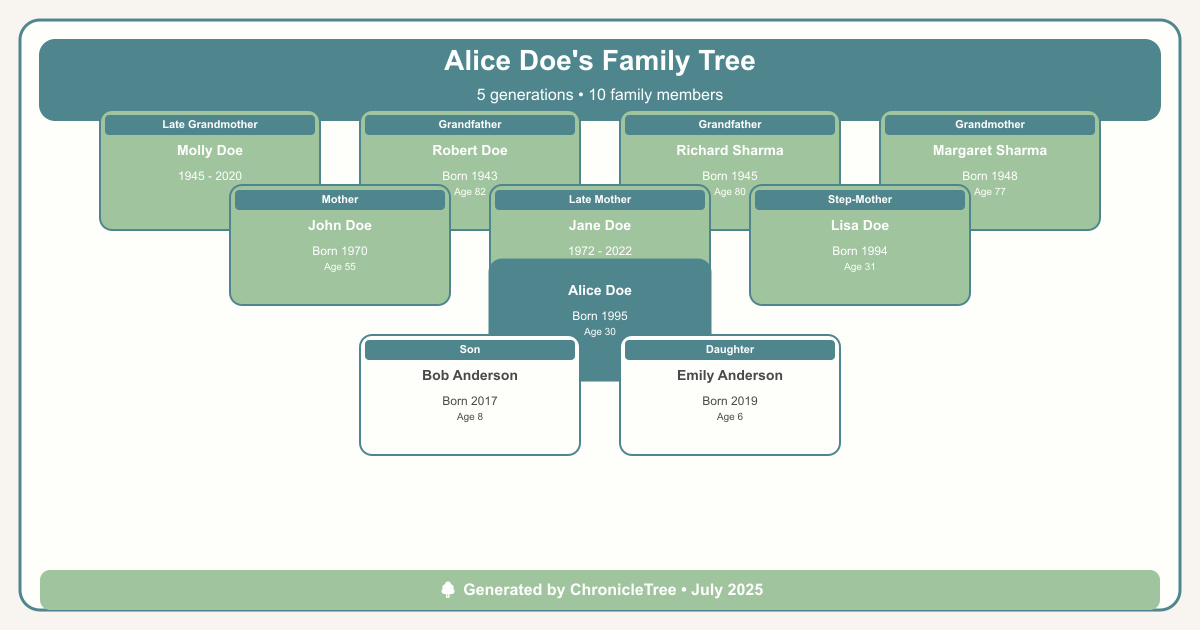 Alice Doe's Family Tree
5 generations • 10 family members
Late Grandmother
Molly Doe
1945 - 2020
Grandfather
Robert Doe
Born 1943
Age 82
Grandfather
Richard Sharma
Born 1945
Age 80
Grandmother
Margaret Sharma
Born 1948
Age 77
Mother
John Doe
Born 1970
Age 55
Late Mother
Jane Doe
1972 - 2022
Step-Mother
Lisa Doe
Born 1994
Age 31
Alice Doe
Born 1995
Age 30
Son
Bob Anderson
Born 2017
Age 8
Daughter
Emily Anderson
Born 2019
Age 6
Generated by ChronicleTree • July 2025